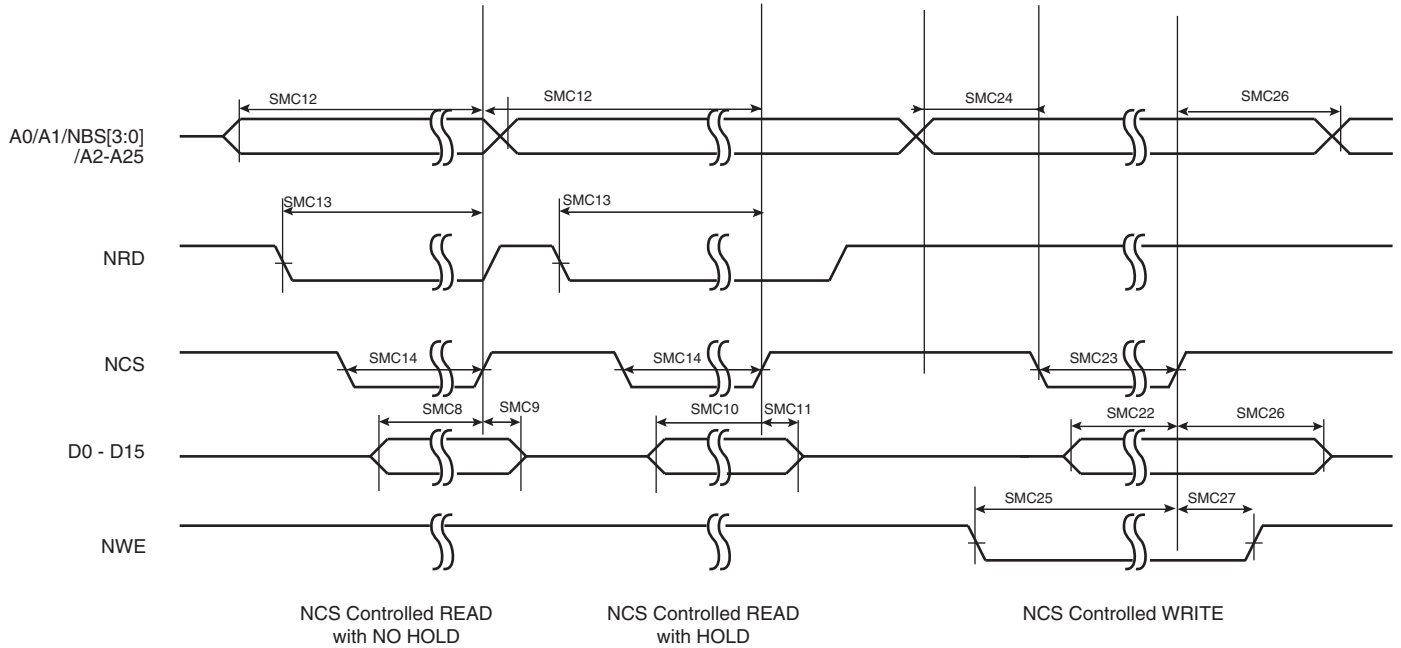 SMC12
SMC12
SMC24
SMC26
A0/A1/NBS[3:0]
/A2-A25
SMC13
SMC13
NRD
NCS
SMC14
SMC14
SMC23
SMC8
SMC9
SMC10
SMC11
SMC22
SMC26
D0 - D15
SMC25
SMC27
NWE
NCS Controlled READ
with NO HOLD
NCS Controlled READ
with HOLD
NCS Controlled WRITE